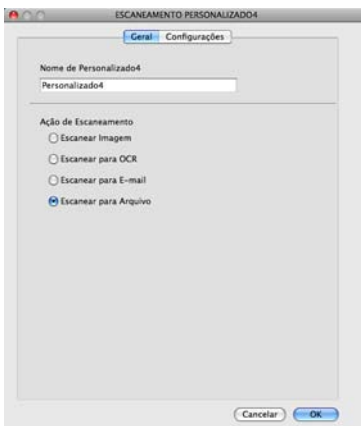 ESCANEAMENTO PERSONALIZADO4
Geral Configurações
Nome de Personalizado4
Personalizado4
Ação de Escaneamento
Escanear Imagem
Escanear para OCR
Escanear para E-mail
Escanear para Arquivo
Cancelar OK